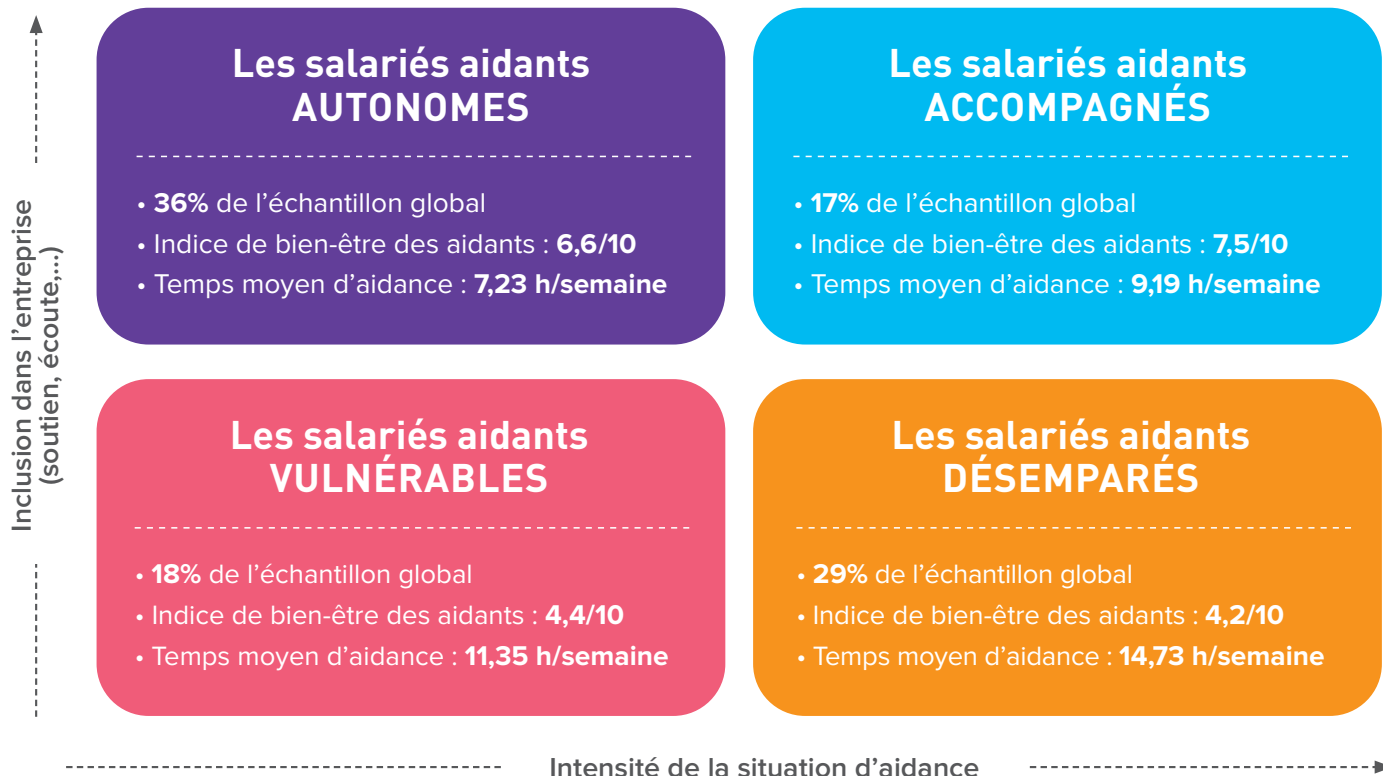 Inclusion dans l'entreprise
(soutien, écoute,...)
Les salariés aidants
AUTONOMES
• 36% de l'échantillon global
• Indice de bien-être des aidants : 6,6/10
• Temps moyen d'aidance : 7,23 h/semaine
Les salariés aidants
ACCOMPAGNÉS
• 17% de l'échantillon global
• Indice de bien-être des aidants : 7,5/10
• Temps moyen d'aidance : 9,19 h/semaine
Les salariés aidants
VULNÉRABLES
• 18% de l'échantillon global
• Indice de bien-être des aidants : 4,4/10
• Temps moyen d'aidance : 11,35 h/semaine
Les salariés aidants
DÉSEMPARÉS
• 29% de l'échantillon global
• Indice de bien-être des aidants : 4,2/10
• Temps moyen d'aidance : 14,73 h/semaine
Intensité de la situation d'aidance